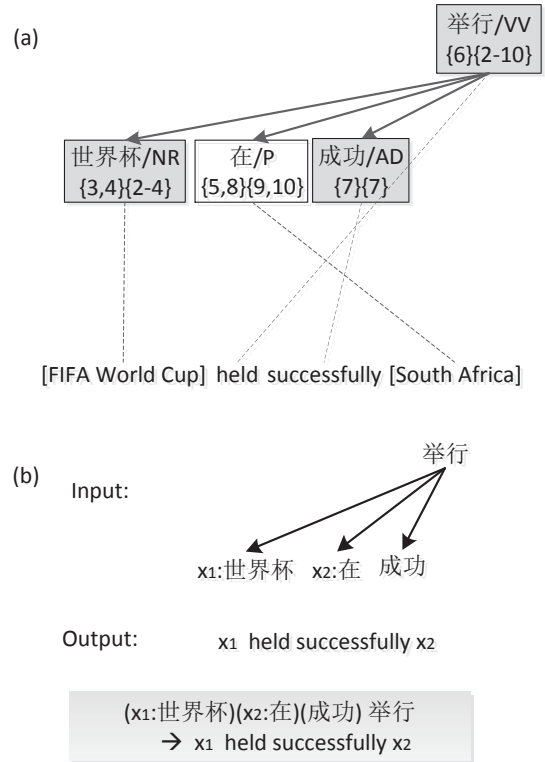 (a)
举行/VV
{6}{2-10}
世界杯/NR 在/P 成功/AD
{3,4}{2-4} {5,8}{9,10} {7}{7}
[FIFA World Cup] held successfully [South Africa]
(b)
举行
Input:
x1:世界杯 x2:在 成功
Output: x1 held successfully x2
(x1:世界杯)(x2:在)(成功) 举行
→ x1 held successfully x2